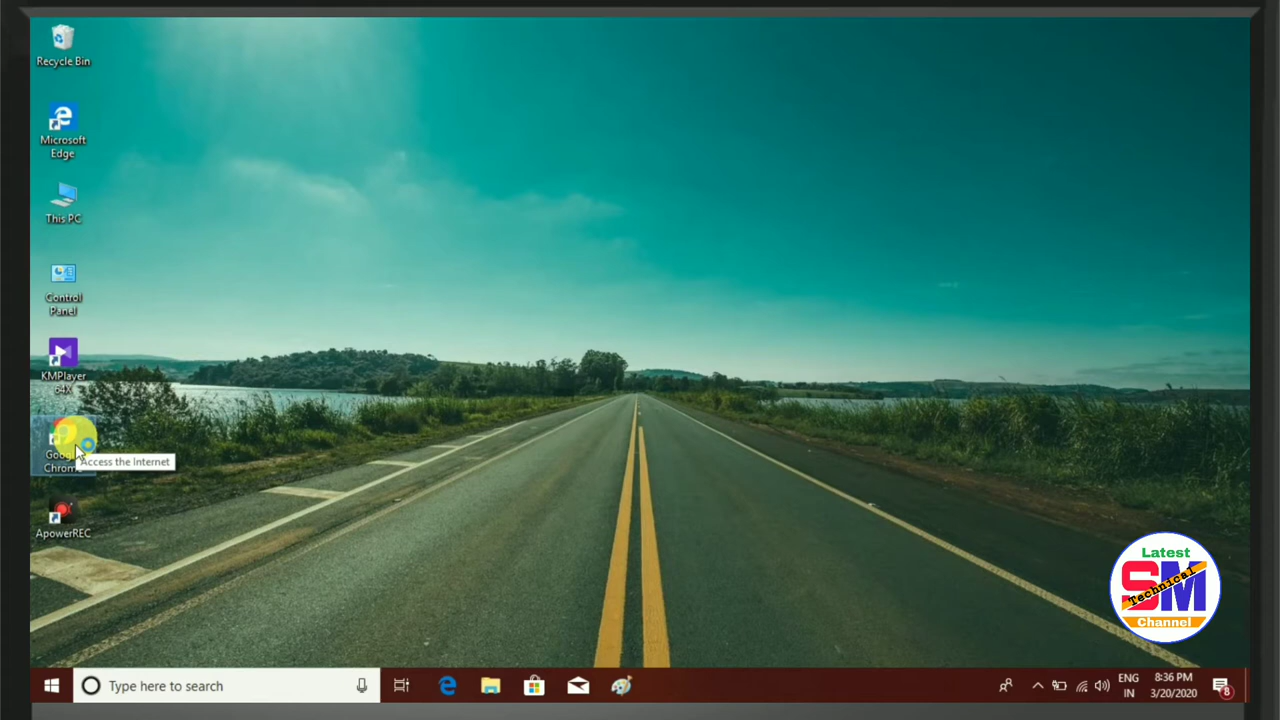 Recycle Bin
Microsoft
Edge
This PC
Control
Panel
KMPlayer
64X
Access the Internet
ApowerREC
Latest
SM
Technical
Channel
Type here to search
ENG
IN
8:36 PM
3/20/2020
8